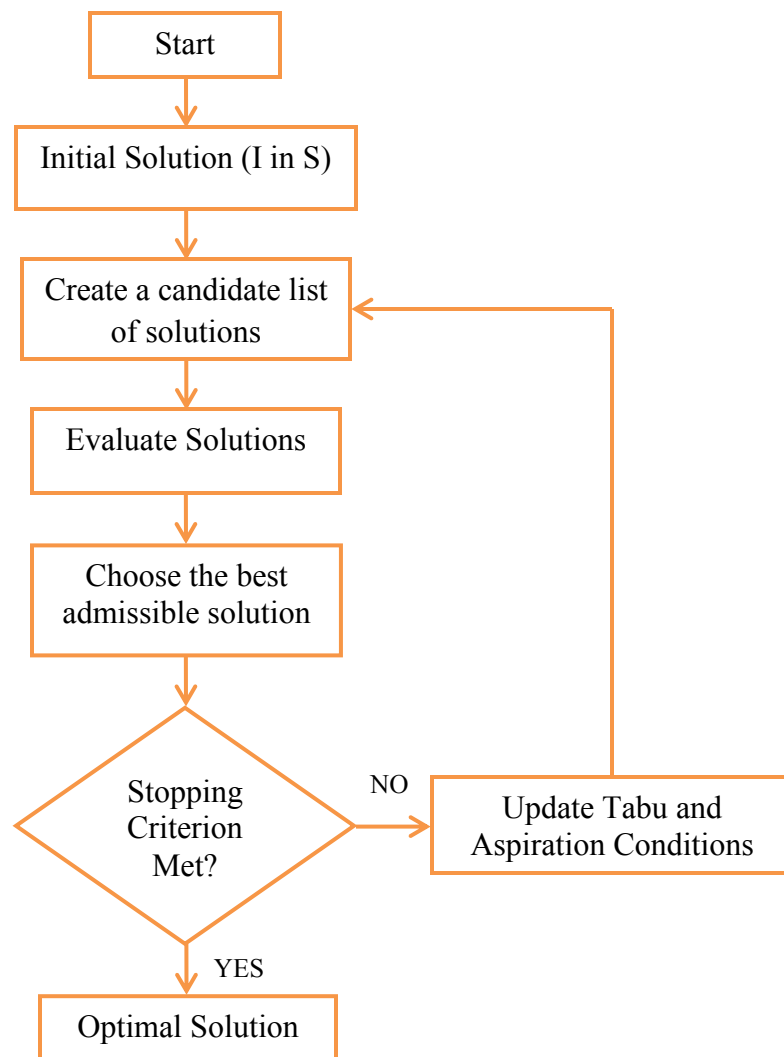 Start
Initial Solution (I in S)
Create a candidate list
of solutions
Evaluate Solutions
Choose the best
admissible solution
Stopping
Criterion
Met?
NO
Update Tabu and
Aspiration Conditions
YES
Optimal Solution